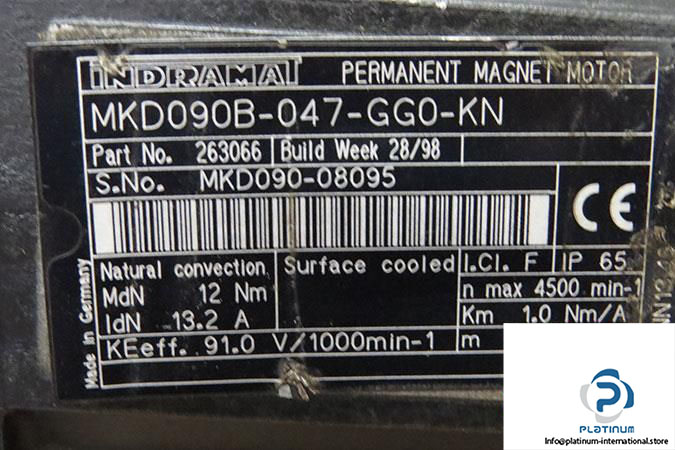 INDRAMAT PERMANENT MAGNET MOTOR
MKD090B-047-GG0-KN
Part No. 263066 Build Week 28/98
S.No. MKD090-08095
CE
Natural convection Surface cooled I.Cl. F IP 65
MdN 12 Nm n max 4500 min-1
IdN 13.2 A Km 1.0 Nm/A
KEeff. 91.0 V/1000min-1 m
Made in Germany
PLATINUM
Info@platinum-international.store